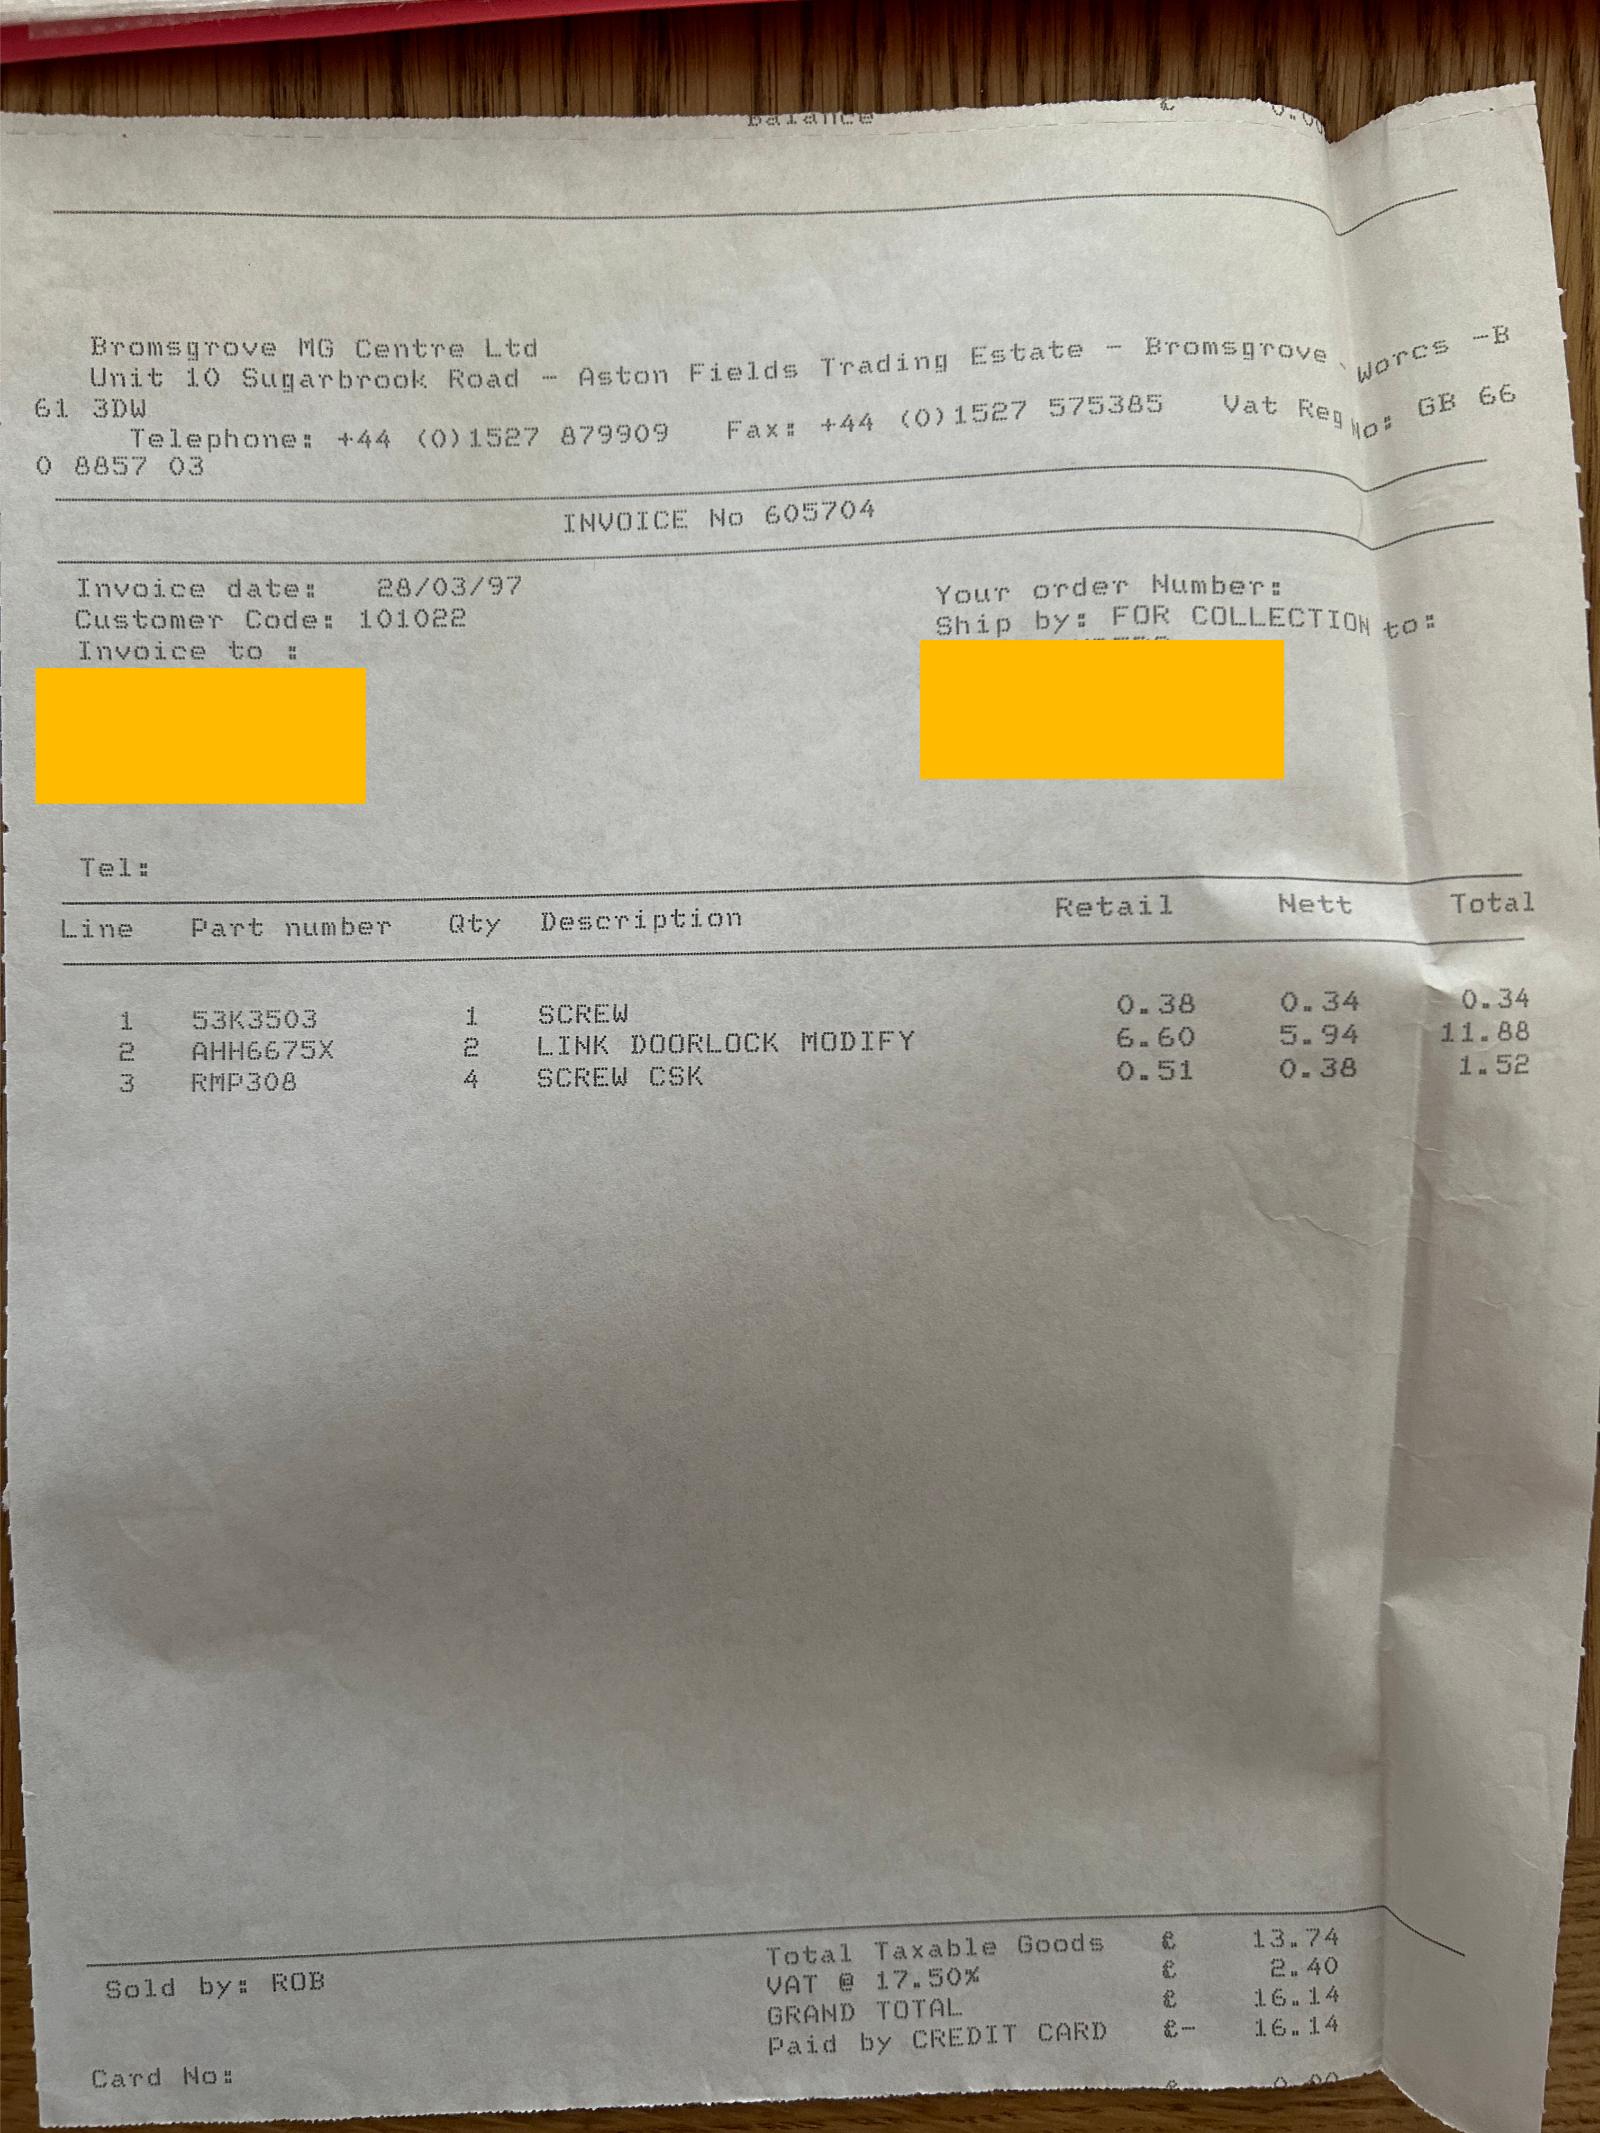 Balance £ 0.00
Bromsgrove MG Centre Ltd
Unit 10 Sugarbrook Road - Aston Fields Trading Estate - Bromsgrove Worcs -B
61 3DW
Telephone: +44 (0)1527 879909 Fax: +44 (0)1527 575385 Vat Reg No: GB 66
0 8857 03
INVOICE No 605704
Invoice date: 28/03/97 Your order Number:
Customer Code: 101022 Ship by: FOR COLLECTION to:
Invoice to :
Tel:
Line Part number Qty Description Retail Nett Total
1 53K3503 1 SCREW 0.38 0.34 0.34
2 AHH6675X 2 LINK DOORLOCK MODIFY 6.60 5.94 11.88
3 RMP308 4 SCREW CSK 0.51 0.38 1.52
Total Taxable Goods £ 13.74
Sold by: ROB VAT @ 17.50% £ 2.40
GRAND TOTAL £ 16.14
Paid by CREDIT CARD £- 16.14
Card No:
£ 0.00